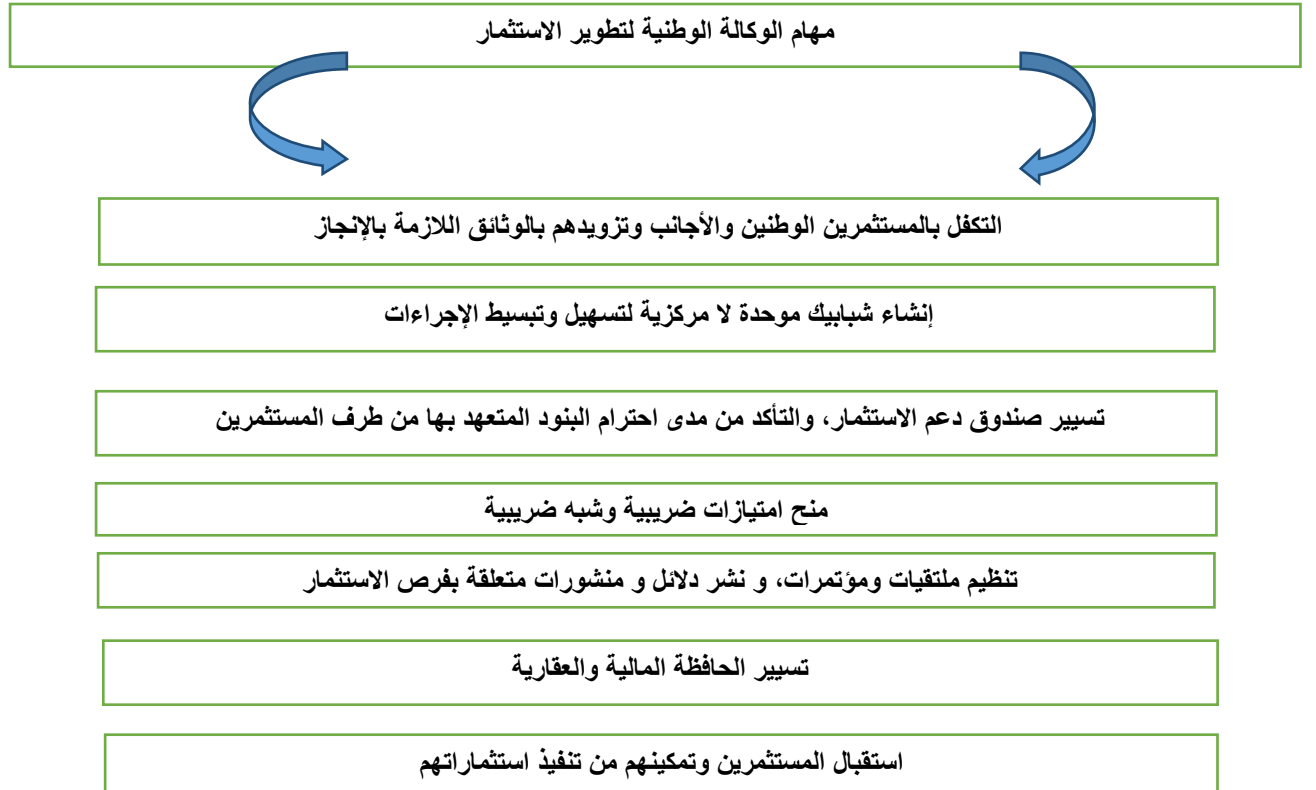 مهام الوكالة الوطنية لتطوير الاستثمار
التكفل بالمستثمرين الوطنين والأجانب وتزويدهم بالوثائق اللازمة بالإنجاز
إنشاء شبابيك موحدة لا مركزية لتسهيل وتبسيط الإجراءات
تسيير صندوق دعم الاستثمار، والتأكد من مدى احترام البنود المتعهد بها من طرف المستثمرين
منح امتيازات ضريبية وشبه ضريبية
تنظيم ملتقيات ومؤتمرات، و نشر دلائل و منشورات متعلقة بفرص الاستثمار
تسيير الحافظة المالية والعقارية
استقبال المستثمرين وتمكينهم من تنفيذ استثماراتهم